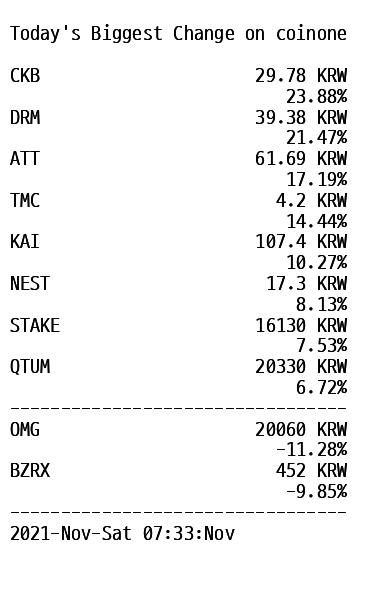 Today's Biggest Change on coinone
CKB 29.78 KRW
23.88%
DRM 39.38 KRW
21.47%
ATT 61.69 KRW
17.19%
TMC 4.2 KRW
14.44%
KAI 107.4 KRW
10.27%
NEST 17.3 KRW
8.13%
STAKE 16130 KRW
7.53%
QTUM 20330 KRW
6.72%
---------------------------------
OMG 20060 KRW
-11.28%
BZRX 452 KRW
-9.85%
---------------------------------
2021-Nov-Sat 07:33:Nov